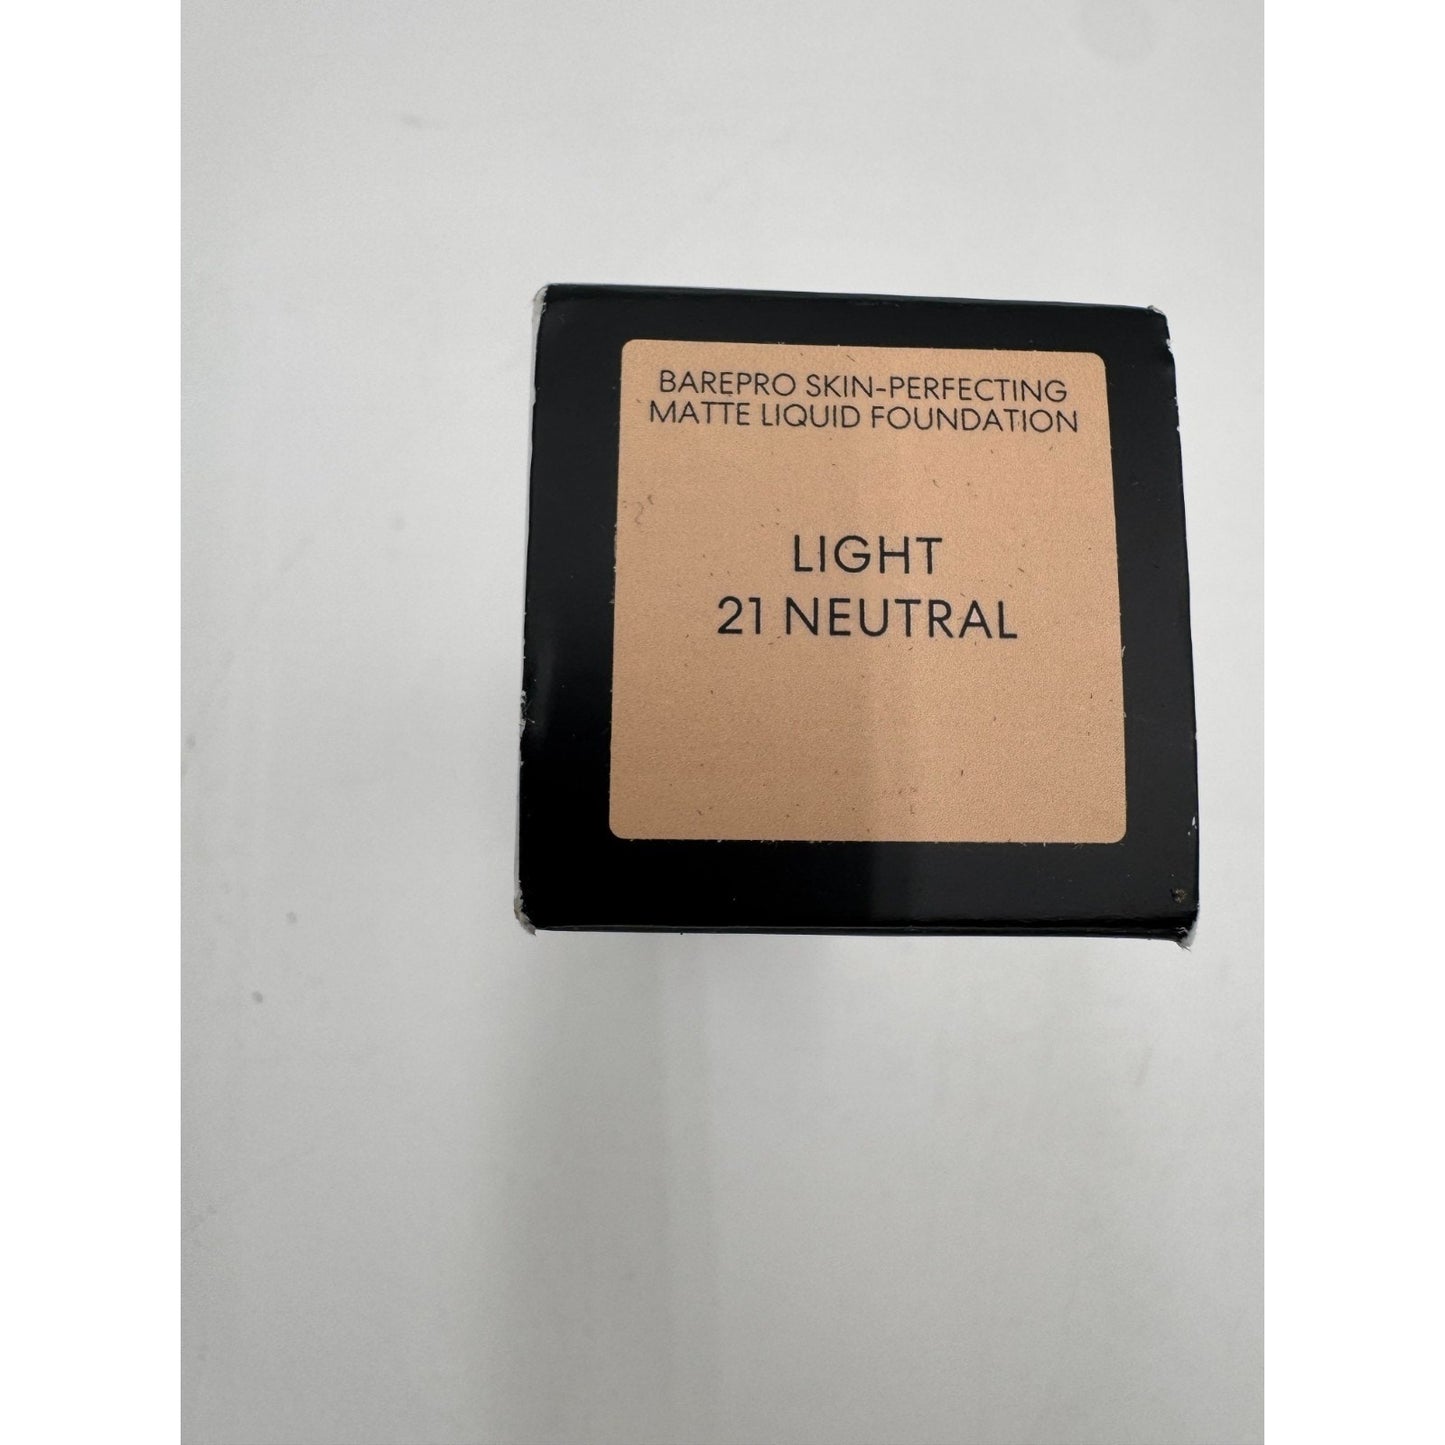 BAREPRO SKIN-PERFECTING
MATTE LIQUID FOUNDATION
LIGHT
21 NEUTRAL